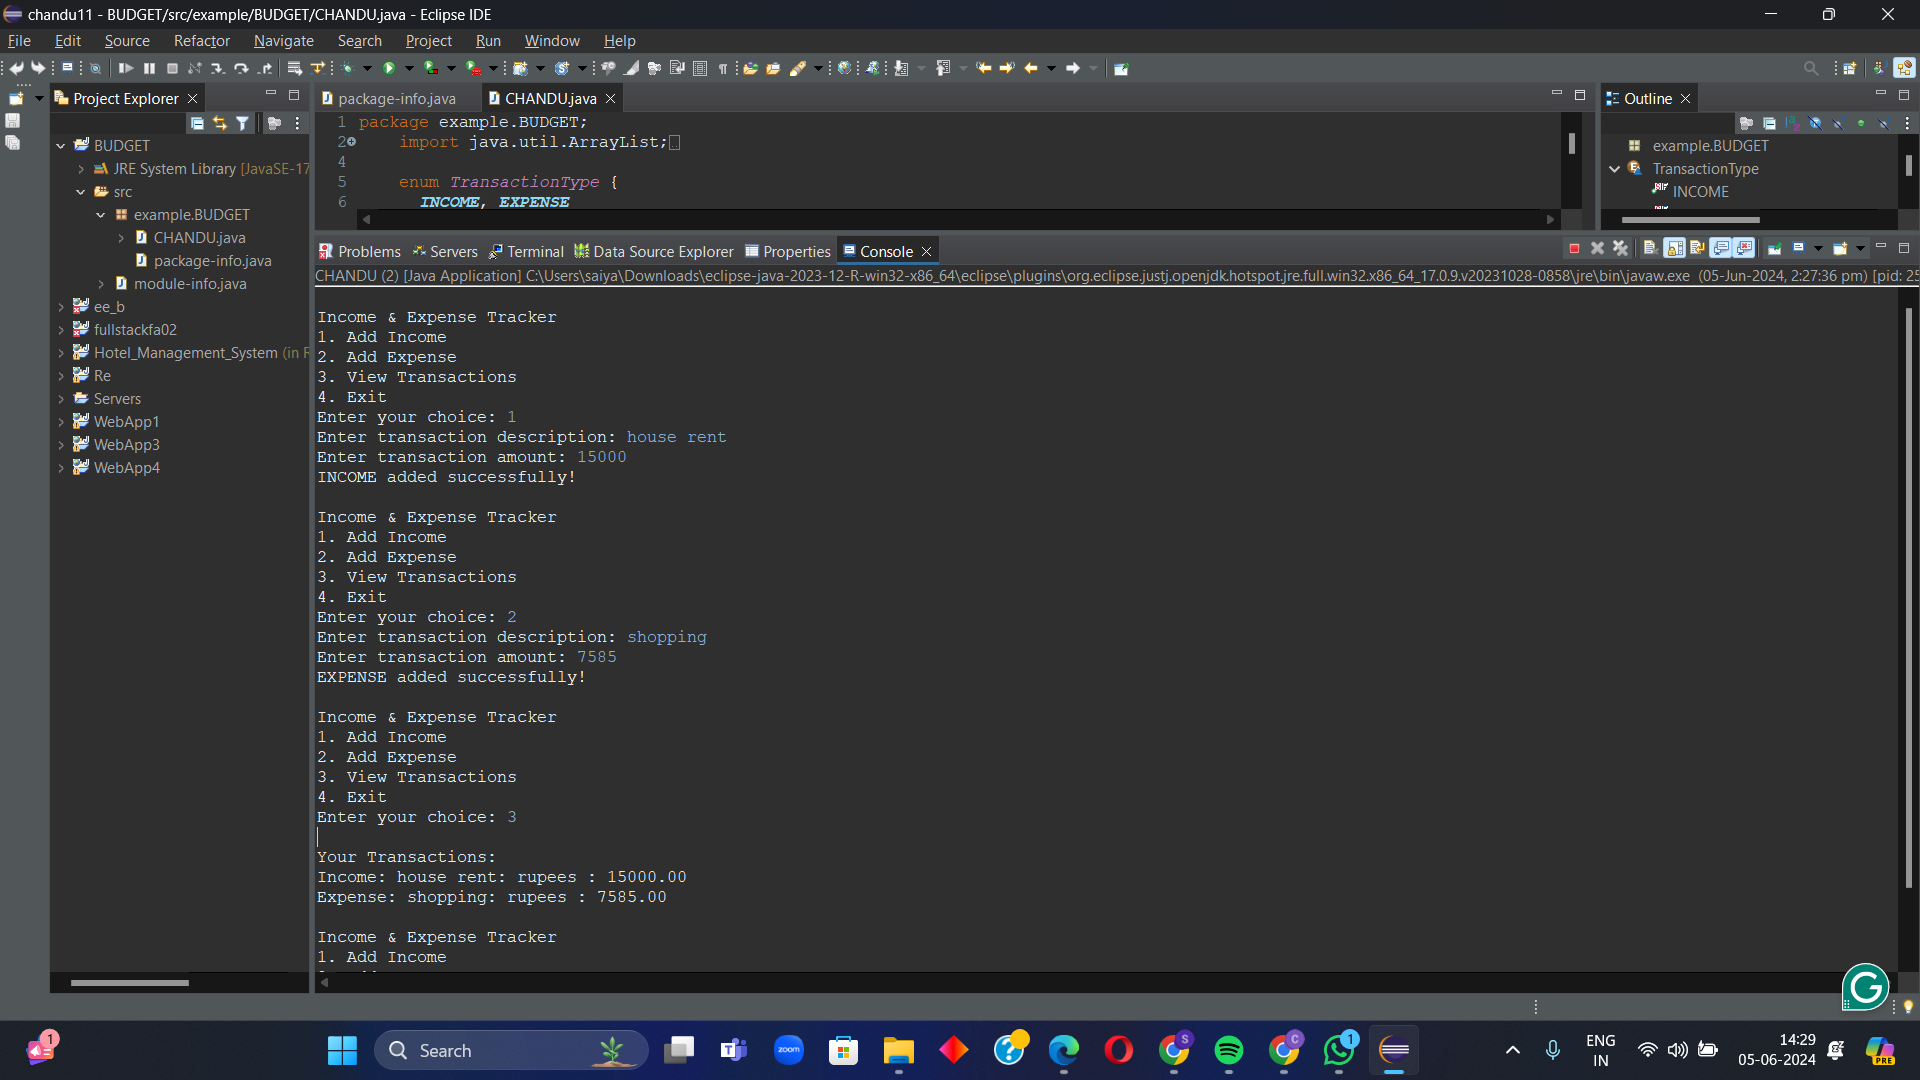 chandu11 - BUDGET/src/example/BUDGET/CHANDU.java - Eclipse IDE
File Edit Source Refactor Navigate Search Project Run Window Help
Project Explorer
BUDGET
JRE System Library [JavaSE-17
src
example.BUDGET
CHANDU.java
package-info.java
module-info.java
ee_b
fullstackfa02
Hotel_Management_System (in
Re
Servers
WebApp1
WebApp3
WebApp4
package-info.java CHANDU.java
1 package example.BUDGET;
2 import java.util.ArrayList;
4
5 enum TransactionType {
6 INCOME, EXPENSE
Outline
example.BUDGET
TransactionType
INCOME
Problems Servers Terminal Data Source Explorer Properties Console
CHANDU (2) [Java Application] C:\Users\saiya\Downloads\eclipse-java-2023-12-R-win32-x86_64\eclipse\plugins\org.eclipse.justj.openjdk.hotspot.jre.full.win32.x86_64_17.0.9.v20231028-0858\jre\bin\javaw.exe (05-Jun-2024, 2:27:36 pm) [pid: 25
Income & Expense Tracker
1. Add Income
2. Add Expense
3. View Transactions
4. Exit
Enter your choice: 1
Enter transaction description: house rent
Enter transaction amount: 15000
INCOME added successfully!
Income & Expense Tracker
1. Add Income
2. Add Expense
3. View Transactions
4. Exit
Enter your choice: 2
Enter transaction description: shopping
Enter transaction amount: 7585
EXPENSE added successfully!
Income & Expense Tracker
1. Add Income
2. Add Expense
3. View Transactions
4. Exit
Enter your choice: 3
Your Transactions:
Income: house rent: rupees : 15000.00
Expense: shopping: rupees : 7585.00
Income & Expense Tracker
1. Add Income
G
1
Search
zoom
S
C
1
ENG
IN
14:29
05-06-2024
PRE